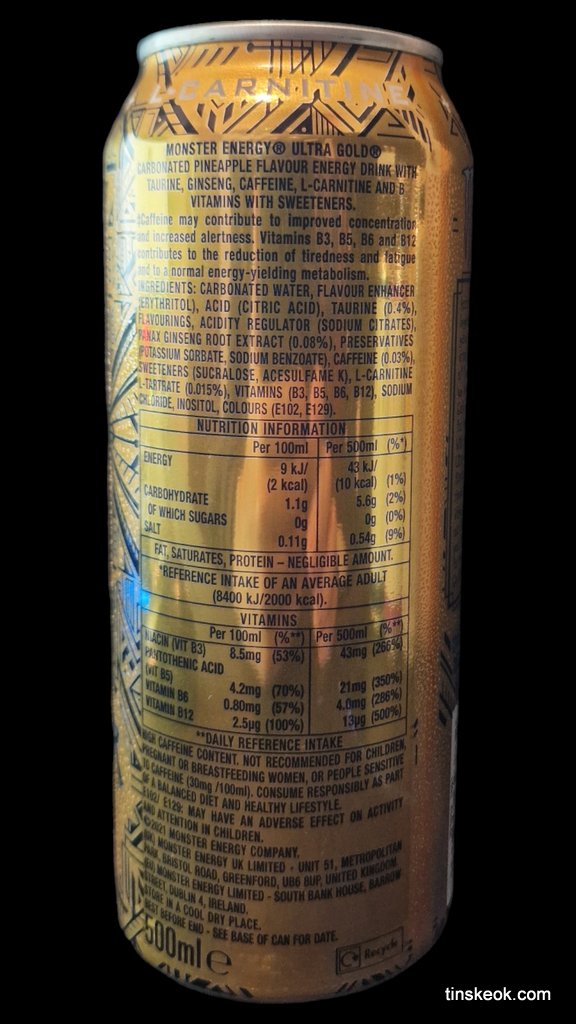 L-CARNITINE
MONSTER ENERGY® ULTRA GOLD®
CARBONATED PINEAPPLE FLAVOUR ENERGY DRINK WITH
TAURINE, GINSENG, CAFFEINE, L-CARNITINE AND B
VITAMINS WITH SWEETENERS.
‡Caffeine may contribute to improved concentration
and increased alertness. Vitamins B3, B5, B6 and B12
contributes to the reduction of tiredness and fatigue
and to a normal energy-yielding metabolism.
INGREDIENTS: CARBONATED WATER, FLAVOUR ENHANCER
(ERYTHRITOL), ACID (CITRIC ACID), TAURINE (0.4%),
FLAVOURINGS, ACIDITY REGULATOR (SODIUM CITRATES),
PANAX GINSENG ROOT EXTRACT (0.08%), PRESERVATIVES
(POTASSIUM SORBATE, SODIUM BENZOATE), CAFFEINE (0.03%),
SWEETENERS (SUCRALOSE, ACESULFAME K), L-CARNITINE
L-TARTRATE (0.015%), VITAMINS (B3, B5, B6, B12), SODIUM
CHLORIDE, INOSITOL, COLOURS (E102, E129).
NUTRITION INFORMATION
Per 100ml Per 500ml (%*)
ENERGY 9 kJ/ 43 kJ/
(2 kcal) (10 kcal) (1%)
CARBOHYDRATE 1.1g 5.6g (2%)
OF WHICH SUGARS 0g 0g (0%)
SALT 0.11g 0.54g (9%)
FAT, SATURATES, PROTEIN – NEGLIGIBLE AMOUNT.
*REFERENCE INTAKE OF AN AVERAGE ADULT
(8400 kJ/2000 kcal).
VITAMINS
Per 100ml (%**) Per 500ml (%**)
NIACIN (VIT B3) 8.5mg (53%) 43mg (266%)
PANTOTHENIC ACID
(VIT B5) 4.2mg (70%) 21mg (350%)
VITAMIN B6 0.80mg (57%) 4.0mg (286%)
VITAMIN B12 2.5µg (100%) 13µg (500%)
**DAILY REFERENCE INTAKE
HIGH CAFFEINE CONTENT. NOT RECOMMENDED FOR CHILDREN,
PREGNANT OR BREASTFEEDING WOMEN, OR PEOPLE SENSITIVE
TO CAFFEINE (30mg /100ml). CONSUME RESPONSIBLY AS PART
OF A BALANCED DIET AND HEALTHY LIFESTYLE.
E102/ E129: MAY HAVE AN ADVERSE EFFECT ON ACTIVITY
AND ATTENTION IN CHILDREN.
©2021 MONSTER ENERGY COMPANY.
(UK) MONSTER ENERGY UK LIMITED - UNIT 51, METROPOLITAN
PARK, BRISTOL ROAD, GREENFORD, UB6 8UP, UNITED KINGDOM.
(EU) MONSTER ENERGY LIMITED - SOUTH BANK HOUSE, BARROW
STREET, DUBLIN 4, IRELAND.
STORE IN A COOL DRY PLACE.
BEST BEFORE END - SEE BASE OF CAN FOR DATE.
500ml e
Recycle
tinskeok.com